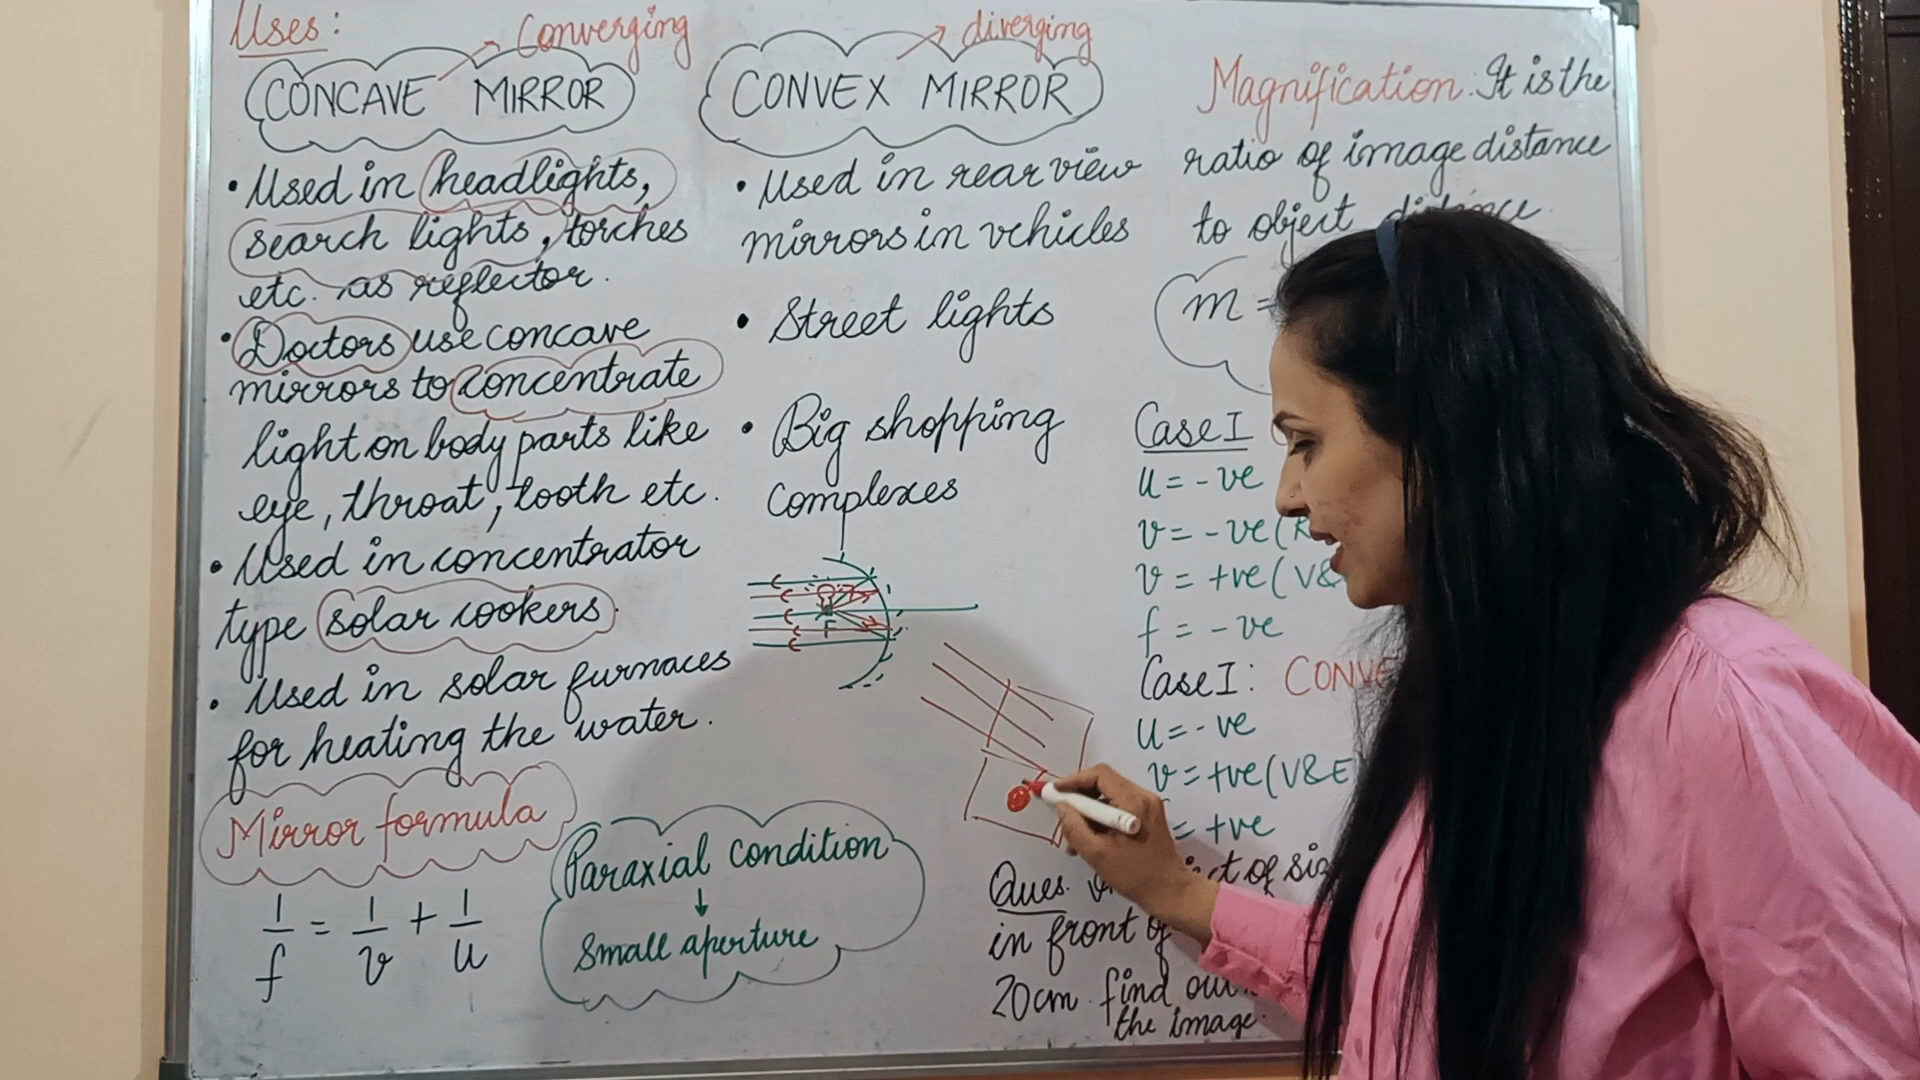 Uses:
Converging
CONCAVE MIRROR
• Used in headlights,
search lights, torches
etc. as reflector.
• Doctors use concave
mirrors to concentrate
light on body parts like
eye, throat, tooth etc.
• Used in concentrator
type solar cookers.
• Used in solar furnaces
for heating the water.
Mirror formula
1/f = 1/v + 1/u
Paraxial condition
↓
Small aperture
diverging
CONVEX MIRROR
• Used in rear view
mirrors in vehicles
• Street lights
• Big shopping
complexes
F
Magnification: It is the
ratio of image distance
to object distance.
m =
Case I
u = -ve
v = -ve (R
v = +ve (V&
f = -ve
Case I: CONVE
u = -ve
v = +ve (V&E
= +ve
Ques. of
in front of
20cm. find
the image.